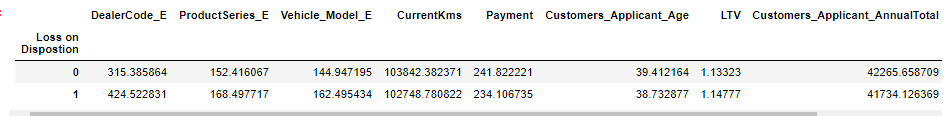 DealerCode_E ProductSeries_E Vehicle_Model_E CurrentKms Payment Customers_Applicant_Age LTV Customers_Applicant_AnnualTotal
Loss on
Dispostion
0 315.385864 152.416067 144.947195 103842.382371 241.822221 39.412164 1.13323 42265.658709
1 424.522831 168.497717 162.495434 102748.780822 234.106735 38.732877 1.14777 41734.126369